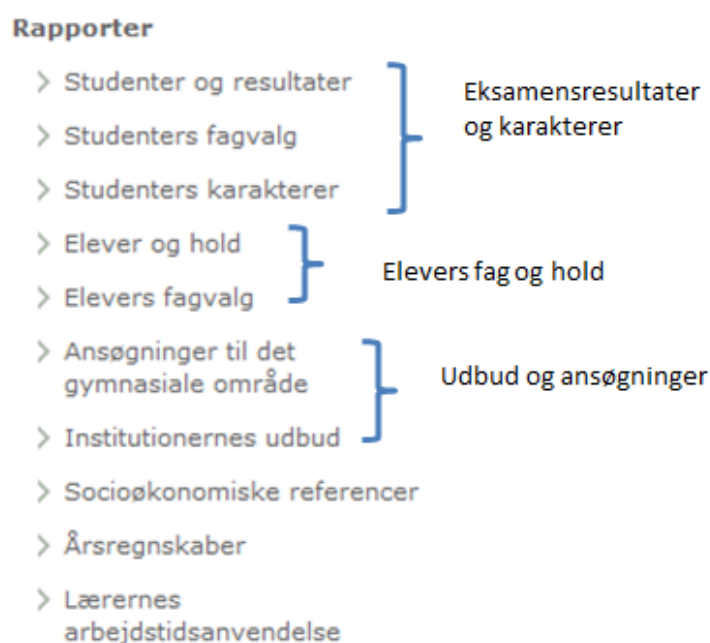 Rapporter
Studenter og resultater
Studenters fagvalg
Studenters karakterer
Eksamensresultater
og karakterer
Elever og hold
Elevers fagvalg
Elevers fag og hold
Ansøgninger til det
gymnasiale område
Institutionernes udbud
Udbud og ansøgninger
Socioøkonomiske referencer
Årsregnskaber
Lærernes
arbejdstidsanvendelse